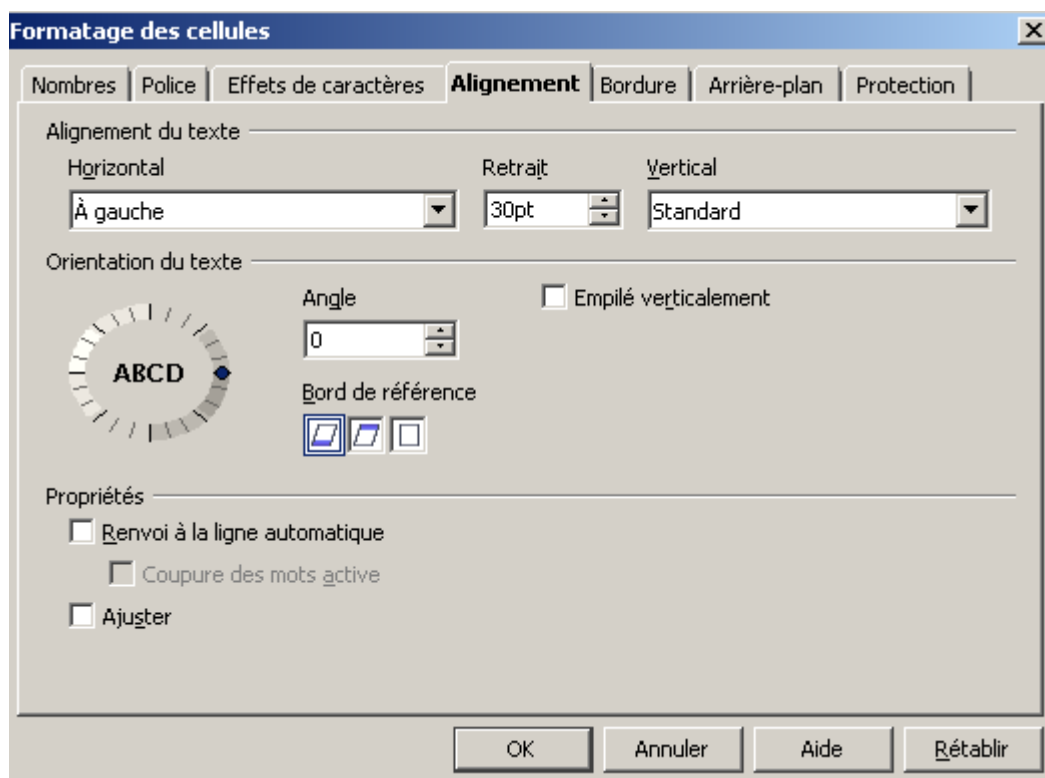 Formatage des cellules
Nombres Police Effets de caractères Alignement Bordure Arrière-plan Protection
Alignement du texte
Horizontal Retrait Vertical
À gauche 30pt Standard
Orientation du texte
Angle Empilé verticalement
0
ABCD
Bord de référence
Propriétés
Renvoi à la ligne automatique
Coupure des mots active
Ajuster
OK Annuler Aide Rétablir